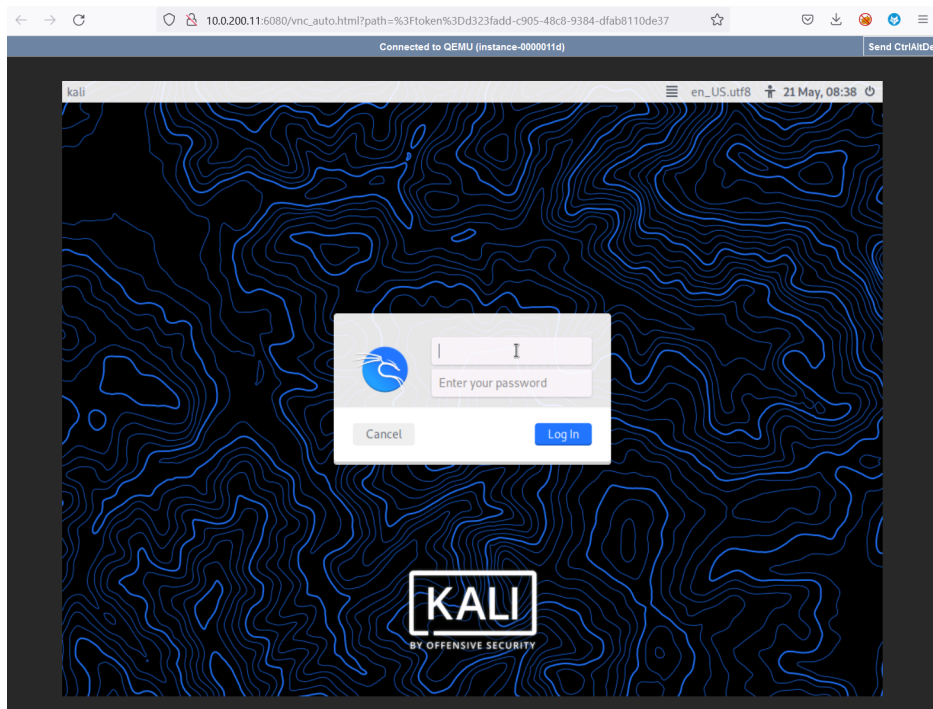 10.0.200.11:6080/vnc_auto.html?path=%3Ftoken%3Dd323fadd-c905-48c8-9384-dfab8110de37
Connected to QEMU (instance-0000011d)
Send CtrlAltDe
kali en_US.utf8 21 May, 08:38
Enter your password
Cancel Log In
KALI
BY OFFENSIVE SECURITY